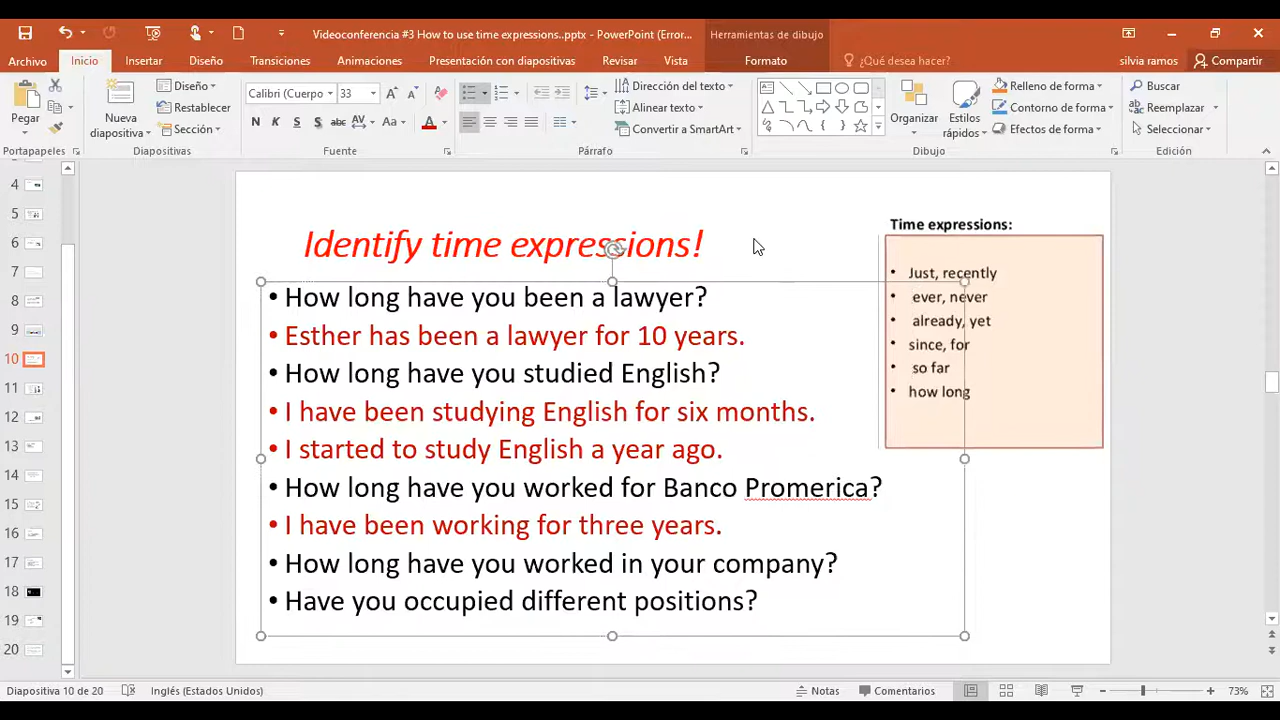 Videoconferencia #3 How to use time expressions..pptx - PowerPoint (Error...
Herramientas de dibujo
Archivo Inicio Insertar Diseño Transiciones Animaciones Presentación con diapositivas Revisar Vista Formato ¿Qué desea hacer? silvia ramos Compartir
Pegar
Portapapeles
Nueva diapositiva
Diseño
Restablecer
Sección
Diapositivas
Calibri (Cuerpo) 33
N K S S abc AV Aa A
Fuente
Párrafo
Dirección del texto
Alinear texto
Convertir a SmartArt
Organizar
Estilos rápidos
Relleno de forma
Contorno de forma
Efectos de forma
Dibujo
Buscar
Reemplazar
Seleccionar
Edición
4
5
6
7
8
9
10
11
12
13
14
15
16
17
18
19
20
Identify time expressions!
• How long have you been a lawyer?
• Esther has been a lawyer for 10 years.
• How long have you studied English?
• I have been studying English for six months.
• I started to study English a year ago.
• How long have you worked for Banco Promerica?
• I have been working for three years.
• How long have you worked in your company?
• Have you occupied different positions?
Time expressions:
• Just, recently
• ever, never
• already, yet
• since, for
• so far
• how long
Diapositiva 10 de 20 Inglés (Estados Unidos) Notas Comentarios 73%